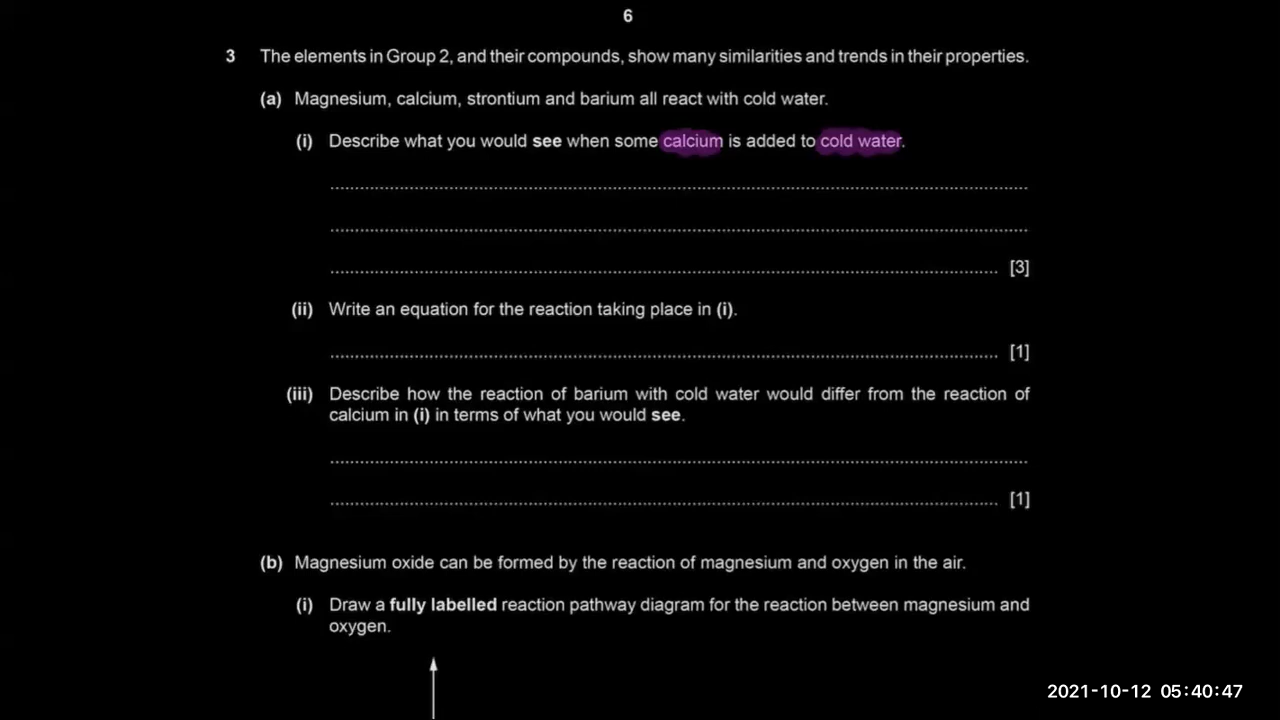 6
3 The elements in Group 2, and their compounds, show many similarities and trends in their properties.
(a) Magnesium, calcium, strontium and barium all react with cold water.
(i) Describe what you would see when some calcium is added to cold water.
[3]
(ii) Write an equation for the reaction taking place in (i).
[1]
(iii) Describe how the reaction of barium with cold water would differ from the reaction of
calcium in (i) in terms of what you would see.
[1]
(b) Magnesium oxide can be formed by the reaction of magnesium and oxygen in the air.
(i) Draw a fully labelled reaction pathway diagram for the reaction between magnesium and
oxygen.
2021-10-12 05:40:47